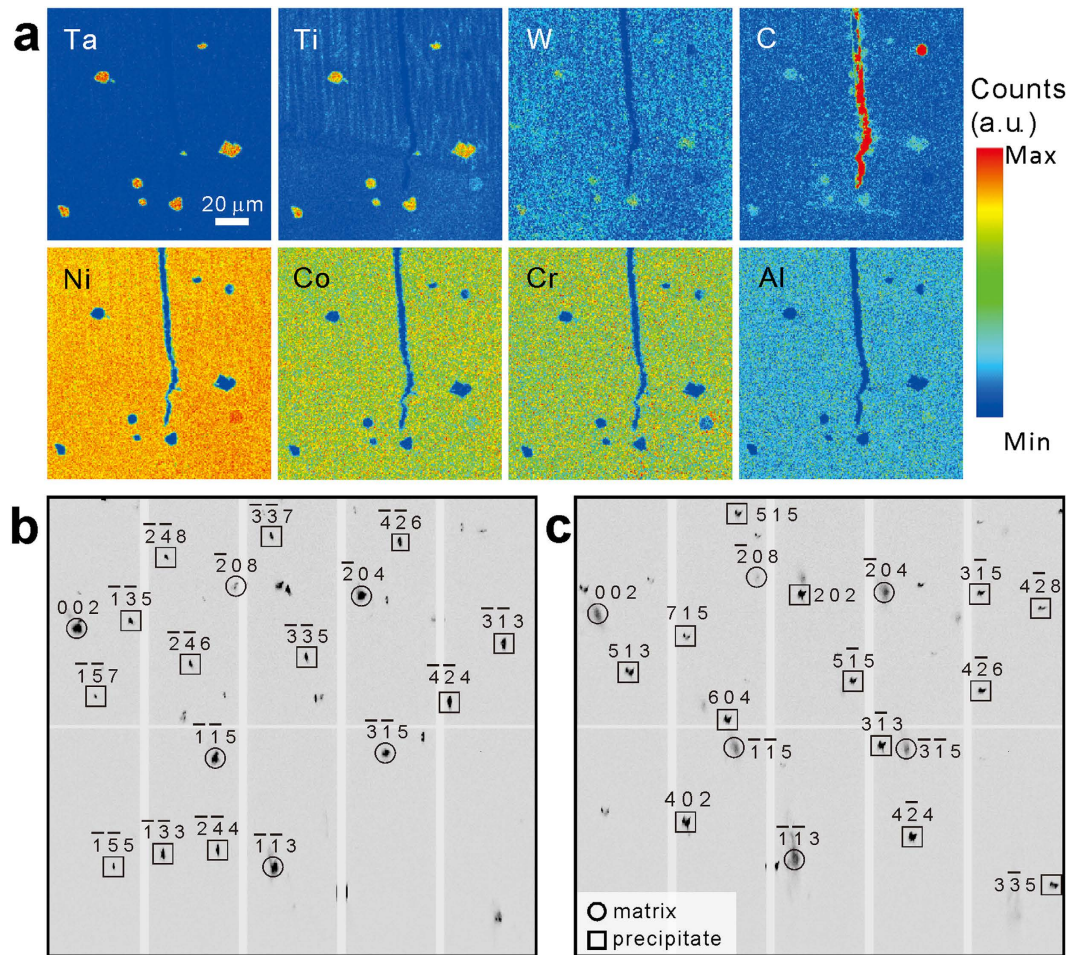 a
Ta
Ti
W
C
20 μm
Counts
(a.u.)
Max
Min
Ni
Co
Cr
Al
b
2̄ 4̄ 8
3̄ 3̄ 7
4̄ 2̄ 6
2̄ 0 8
2̄ 0 4
0 0 2
1̄ 3̄ 5
2̄ 4̄ 6
3̄ 3̄ 5
3̄ 1̄ 3
1̄ 5̄ 7
4̄ 2̄ 4
1̄ 1̄ 5
3̄ 1̄ 5
1̄ 5̄ 5
1̄ 3̄ 3
2̄ 4̄ 4
1̄ 1̄ 3
c
5 1 5
2̄ 0 8
0 0 2
2 0 2
2̄ 0 4
3 1̄ 5
4 2̄ 8
7 1 5
5 1 3
5 1̄ 5
4 2̄ 6
6 0 4
1̄ 1̄ 5
3 1̄ 3
3̄ 1̄ 5
4 0 2
1̄ 1̄ 3
4 2̄ 4
3 3̄ 5
matrix
precipitate